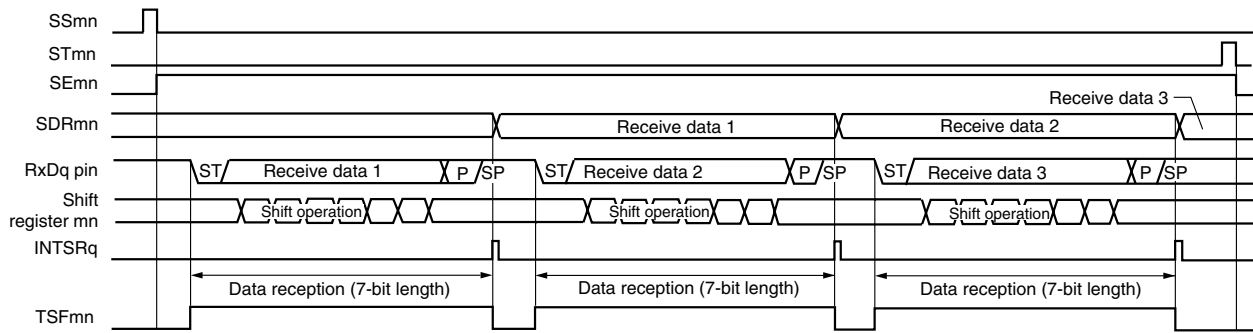 SSmn
STmn
SEmn
Receive data 3
SDRmn Receive data 1 Receive data 2
RxDq pin ST Receive data 1 P SP ST Receive data 2 P SP ST Receive data 3 P SP
Shift
register mn Shift operation Shift operation Shift operation
INTSRq
Data reception (7-bit length) Data reception (7-bit length) Data reception (7-bit length)
TSFmn